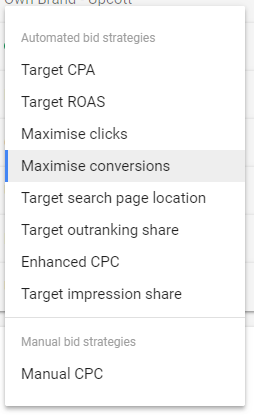 Own Brand - Upcott
Automated bid strategies
Target CPA
Target ROAS
Maximise clicks
Maximise conversions
Target search page location
Target outranking share
Enhanced CPC
Target impression share
Manual bid strategies
Manual CPC